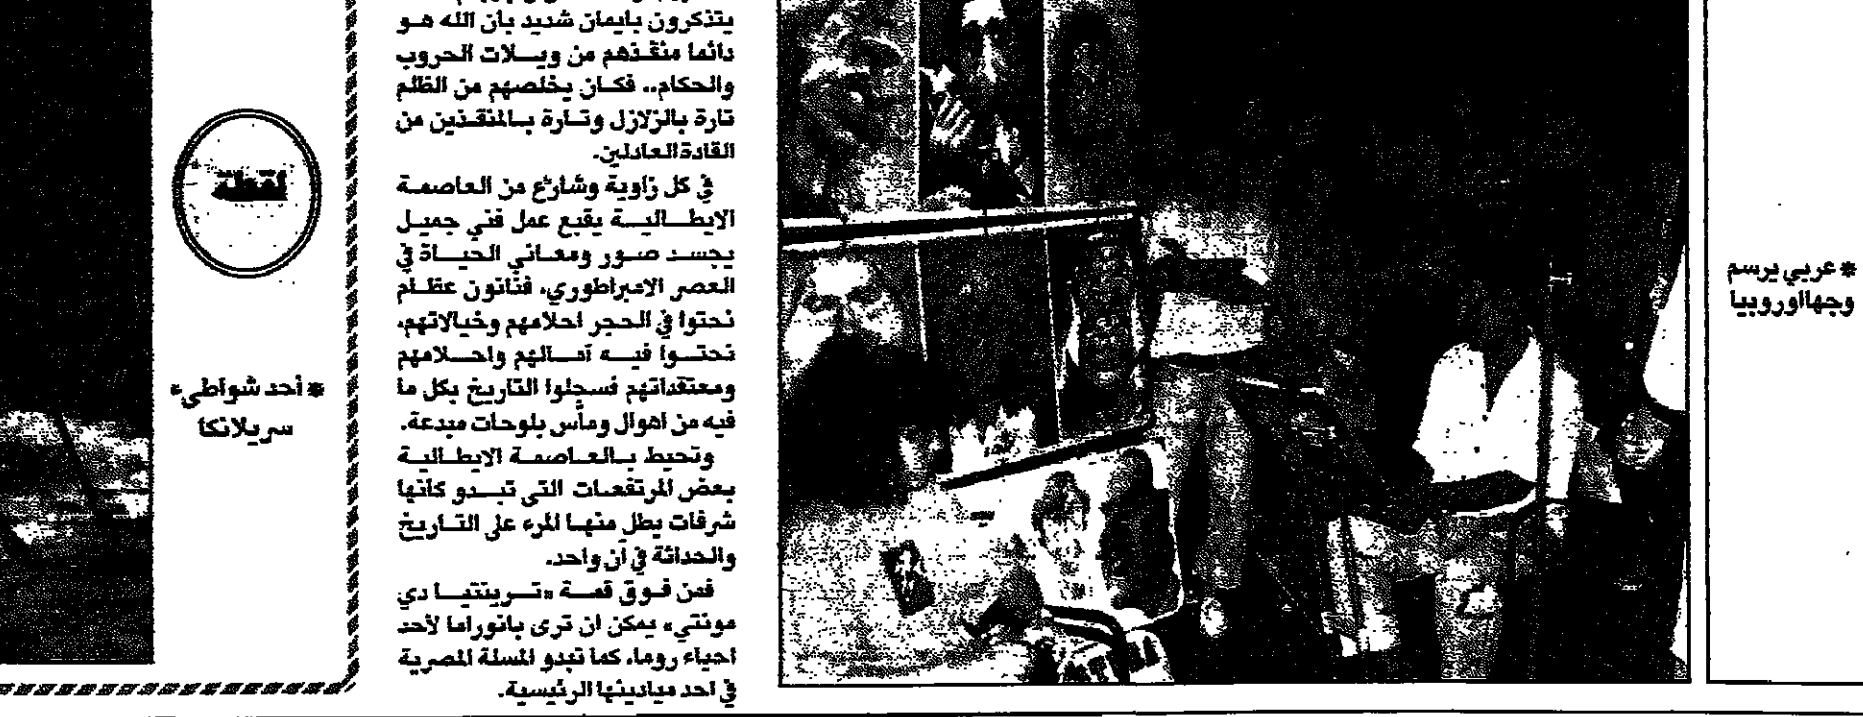 * عربي يرسم
وجها اوروبيا
يتذكرون بايمان شديد بان الله هو
دائما منقذهم من ويلات الحروب
والحكام.. فكان يخلصهم من الظلم
تارة بالزلازل وتارة بالمنقذين من
القادة العادلين.
في كل زاوية وشارع من العاصمة
الايطالية يقبع عمل فني جميل
يجسد صور ومعاني الحياة في
العصر الامبراطوري، فنانون عظام
نحتوا في الحجر احلامهم وخيالاتهم،
نحتوا فيه آمالهم واحلامهم
ومعتقداتهم فسجلوا التاريخ بكل ما
فيه من اهوال ومآس بلوحات مبدعة.
وتحيط بالعاصمة الايطالية
بعض المرتفعات التي تبدو كأنها
شرفات يطل منها المرء على التاريخ
والحداثة في آن واحد.
فمن فوق قمة «تريننتيا دي
مونتي» يمكن ان ترى بانوراما لأحد
احياء روما، كما تبدو المسلة المصرية
في احد ميادينها الرئيسية.
لقطة
* أحد شواطىء
سريلانكا